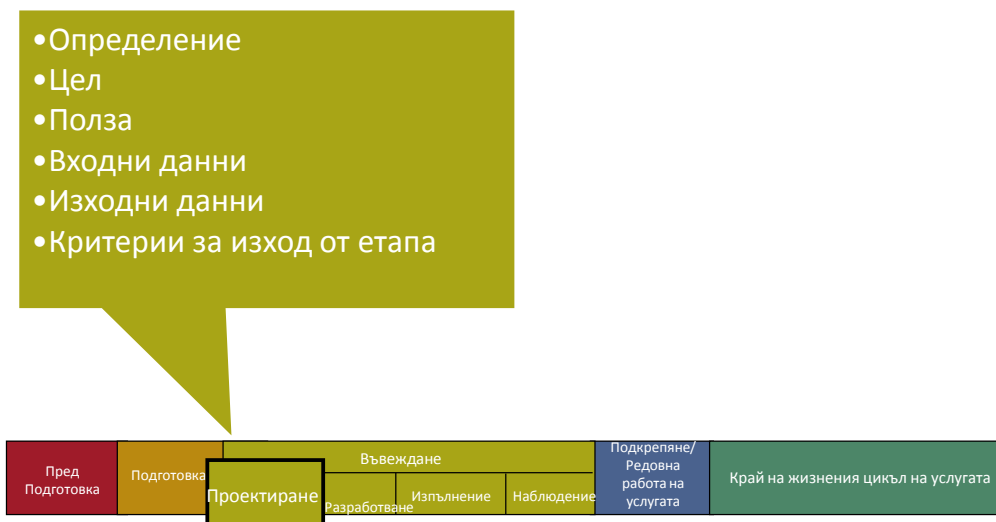 •Определение
•Цел
•Полза
•Входни данни
•Изходни данни
•Критерии за изход от етапа
Пред
Подготовка
Подготовка
Въвеждане
Проектиране
Разработване
Изпълнение
Наблюдение
Подкрепяне/
Редовна
работа на
услугата
Край на жизнения цикъл на услугата